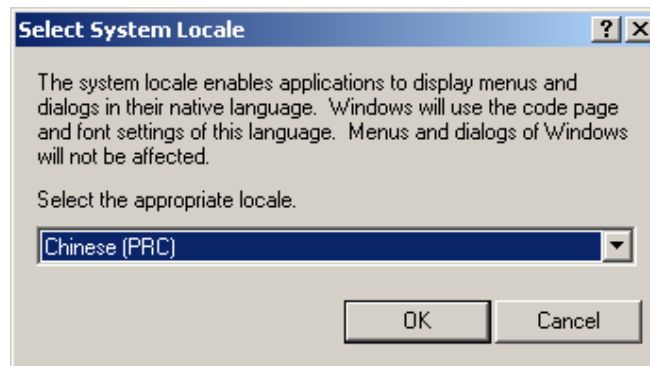 Select System Locale
The system locale enables applications to display menus and
dialogs in their native language.  Windows will use the code page
and font settings of this language.  Menus and dialogs of Windows
will not be affected.
Select the appropriate locale.
Chinese (PRC)
OK Cancel